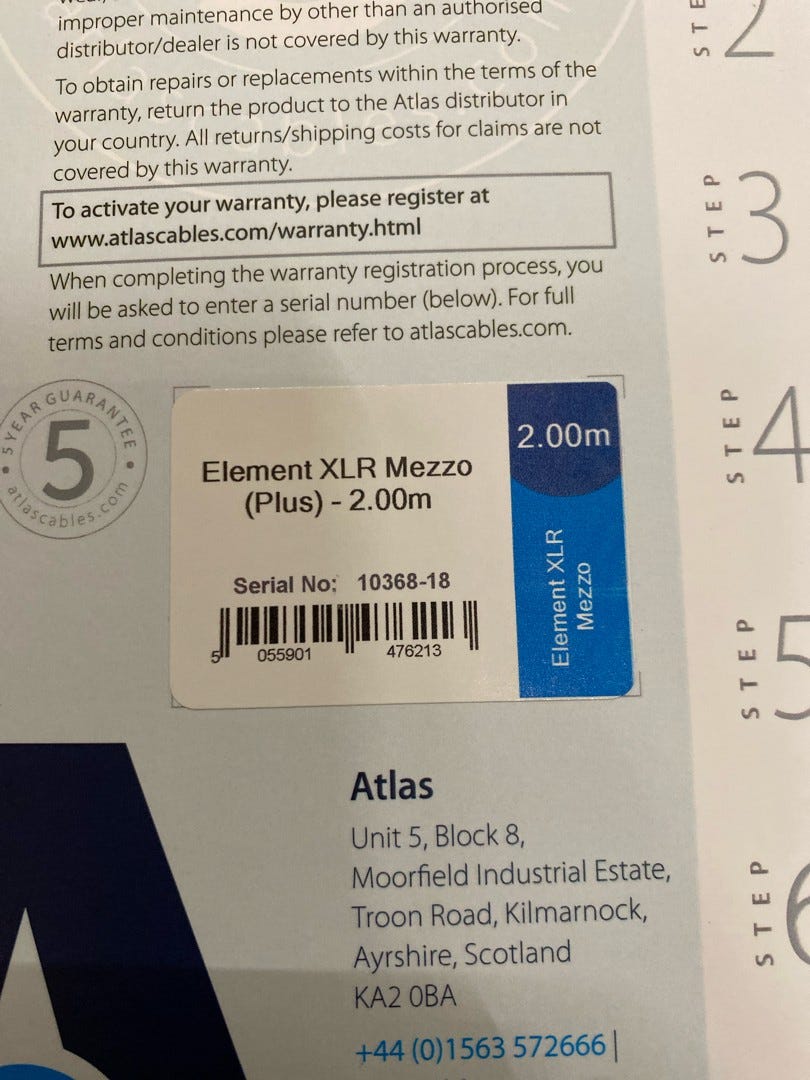 improper maintenance by other than an authorised
distributor/dealer is not covered by this warranty.
To obtain repairs or replacements within the terms of the
warranty, return the product to the Atlas distributor in
your country. All returns/shipping costs for claims are not
covered by this warranty.
To activate your warranty, please register at
www.atlascables.com/warranty.html
When completing the warranty registration process, you
will be asked to enter a serial number (below). For full
terms and conditions please refer to atlascables.com.
5 YEAR GUARANTEE
5
atlascables.com
Element XLR Mezzo
(Plus) - 2.00m
Serial No: 10368-18
5 055901 476213
2.00m
Element XLR
Mezzo
Atlas
Unit 5, Block 8,
Moorfield Industrial Estate,
Troon Road, Kilmarnock,
Ayrshire, Scotland
KA2 0BA
+44 (0)1563 572666 |
STEP 2
STEP 3
STEP 4
STEP 5
STEP 6